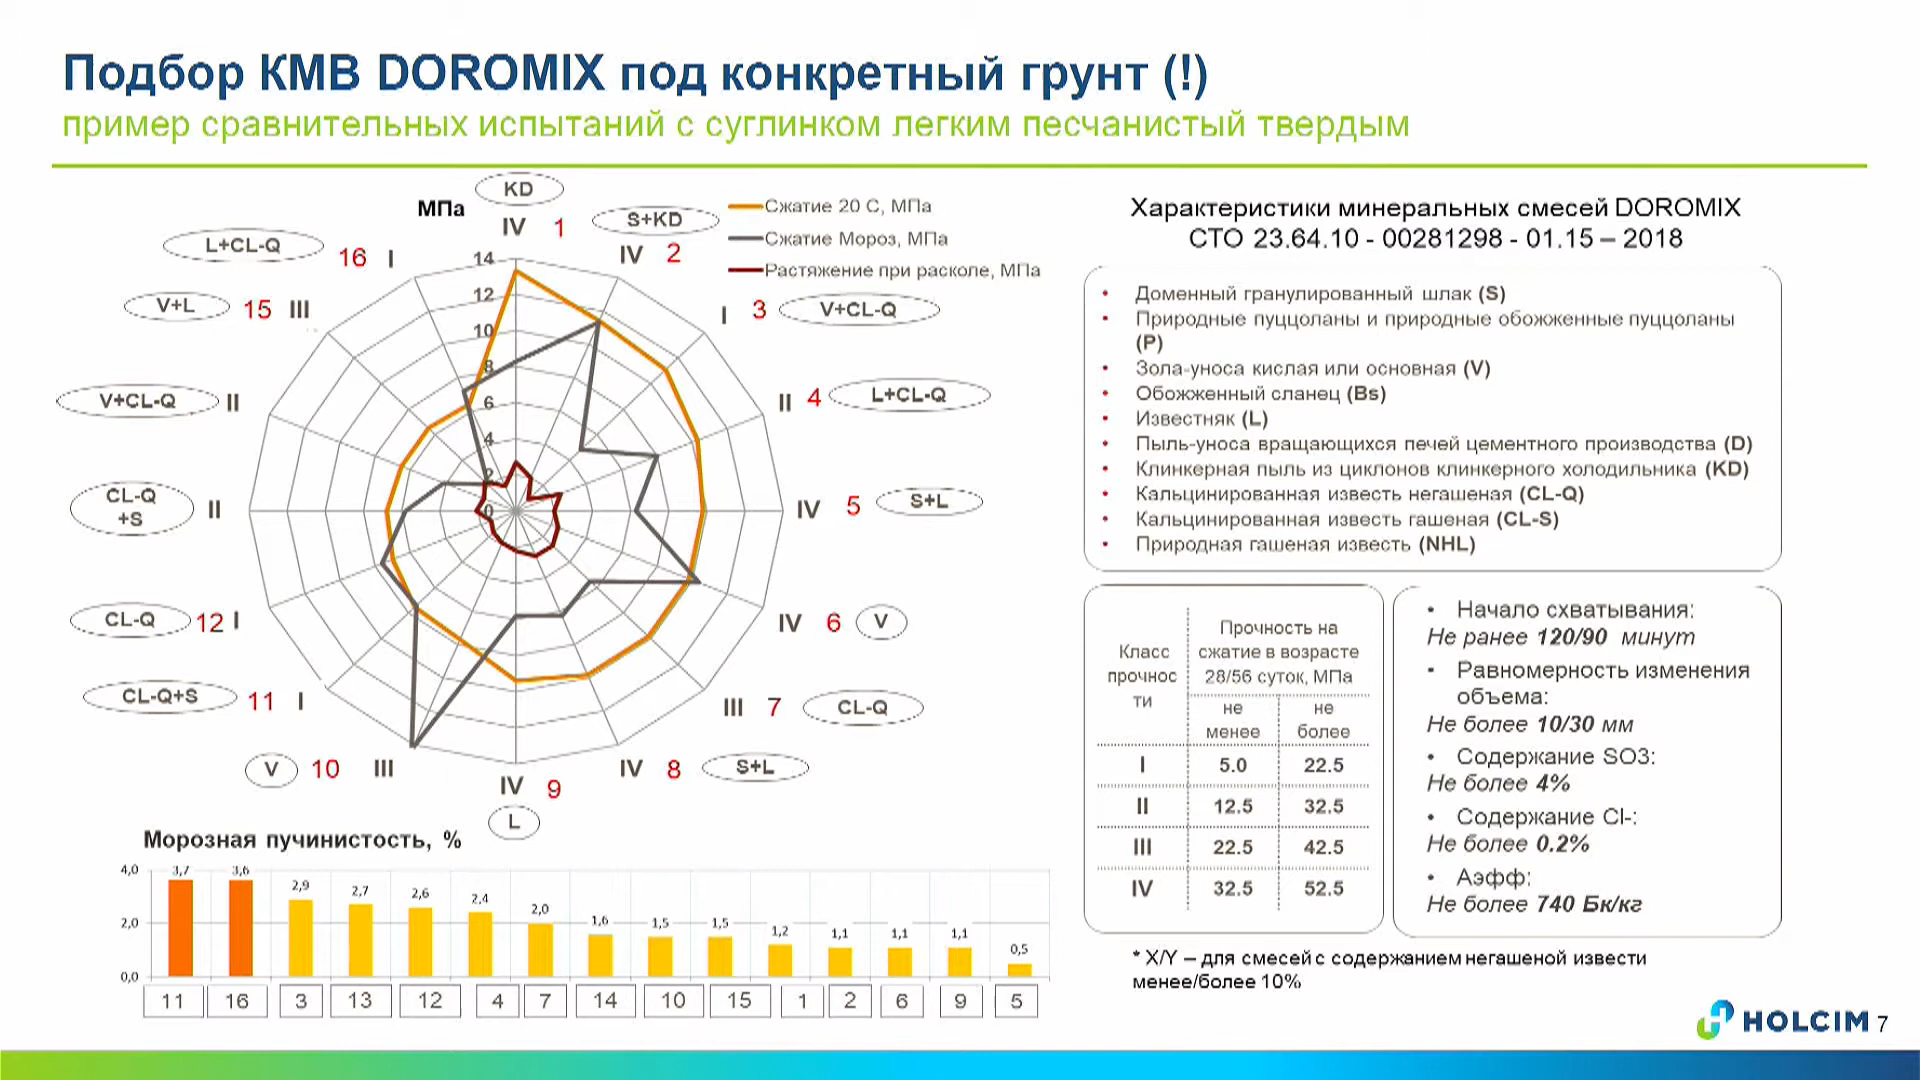 Подбор КМВ DOROMIX под конкретный грунт (!)
пример сравнительных испытаний с суглинком легким песчанистый твердым
МПа
KD
IV 1
S+KD
IV 2
I 3 V+CL-Q
II 4 L+CL-Q
IV 5 S+L
IV 6 V
III 7 CL-Q
IV 8 S+L
IV 9
L
V 10 III
CL-Q+S 11 I
CL-Q 12 I
CL-Q
+S
II
V+CL-Q II
V+L 15 III
L+CL-Q 16 I
14
12
10
8
6
4
2
0
Сжатие 20 С, МПа
Сжатие Мороз, МПа
Растяжение при расколе, МПа
Морозная пучинистость, %
4,0
2,0
0,0
3,7 3,6 2,9 2,7 2,6 2,4 2,0 1,6 1,5 1,5 1,2 1,1 1,1 1,1 0,5
11 16 3 13 12 4 7 14 10 15 1 2 6 9 5
Характеристики минеральных смесей DOROMIX
СТО 23.64.10 - 00281298 - 01.15 – 2018
• Доменный гранулированный шлак (S)
• Природные пуццоланы и природные обожженные пуццоланы
(P)
• Зола-уноса кислая или основная (V)
• Обожженный сланец (Bs)
• Известняк (L)
• Пыль-уноса вращающихся печей цементного производства (D)
• Клинкерная пыль из циклонов клинкерного холодильника (KD)
• Кальцинированная известь негашеная (CL-Q)
• Кальцинированная известь гашеная (CL-S)
• Природная гашеная известь (NHL)
Класс
прочнос
ти
Прочность на
сжатие в возрасте
28/56 суток, МПа
не
менее
не
более
I 5.0 22.5
II 12.5 32.5
III 22.5 42.5
IV 32.5 52.5
• Начало схватывания:
Не ранее 120/90 минут
• Равномерность изменения
объема:
Не более 10/30 мм
• Содержание SO3:
Не более 4%
• Содержание Cl-:
Не более 0.2%
• Аэфф:
Не более 740 Бк/кг
* X/Y – для смесей с содержанием негашеной извести
менее/более 10%
HOLCIM 7